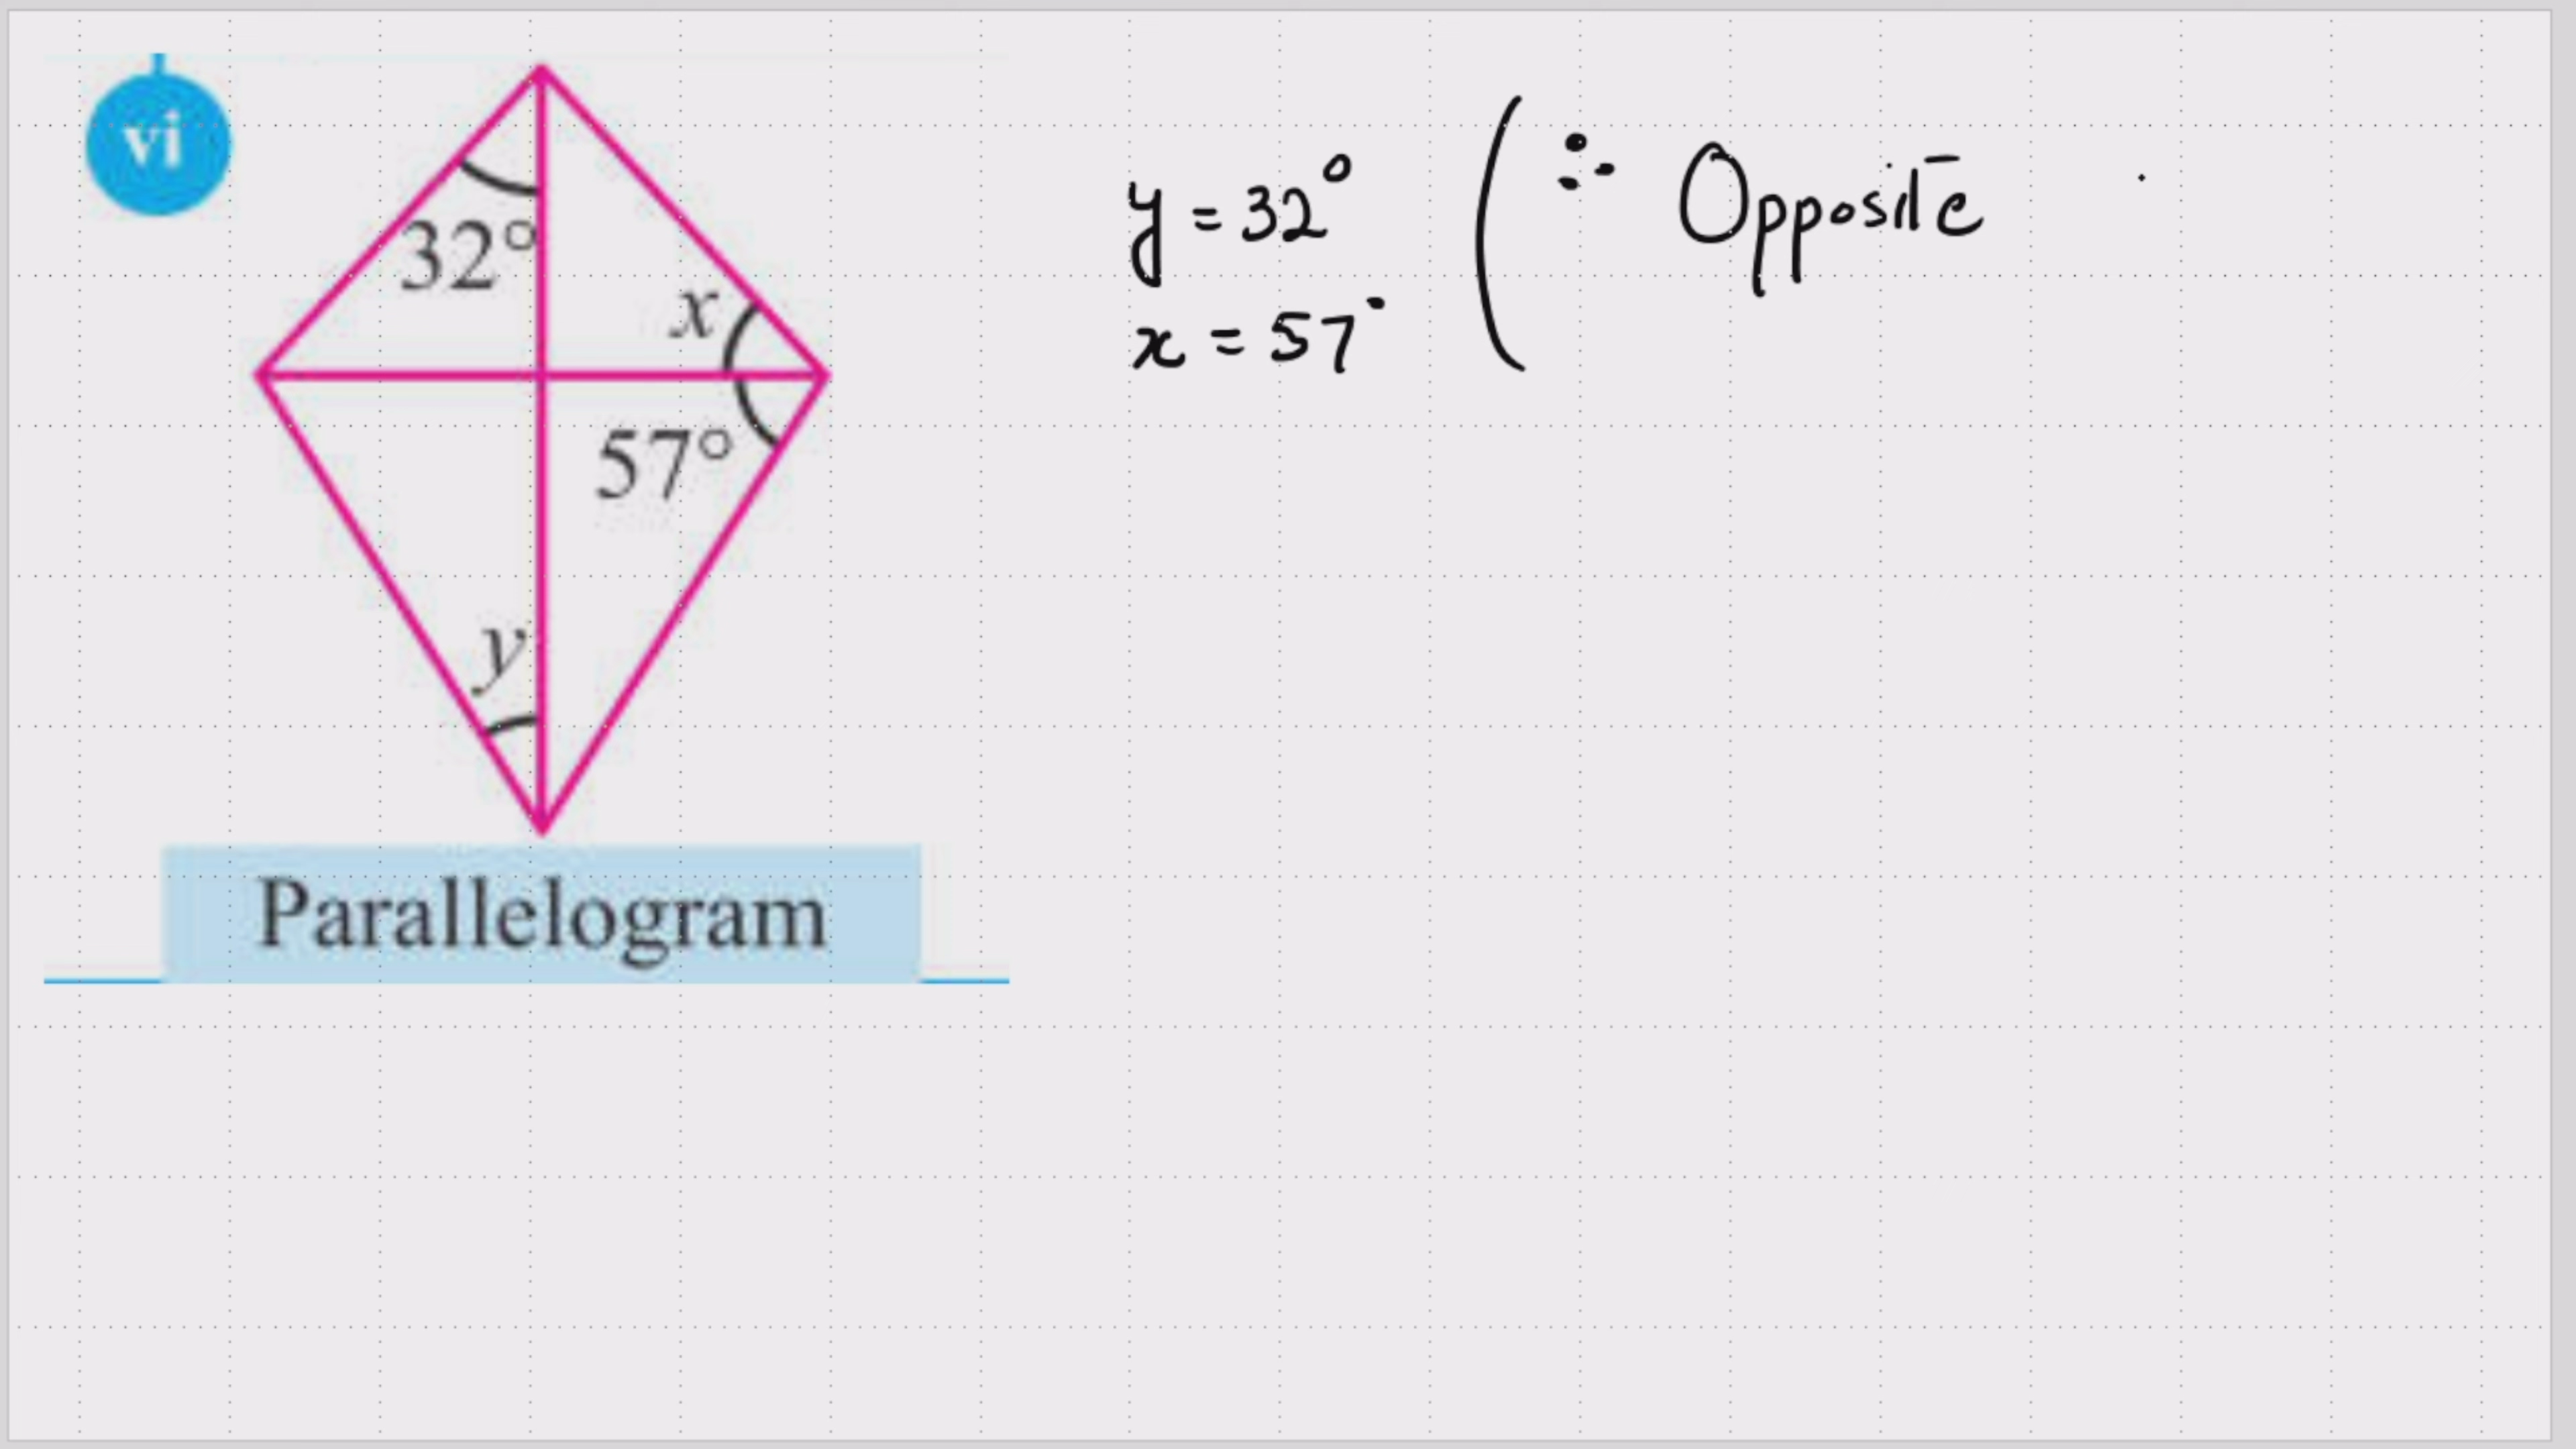 vi
32°
x
57°
y
Parallelogram
y = 32° ( ∵ Opposite
x = 57°